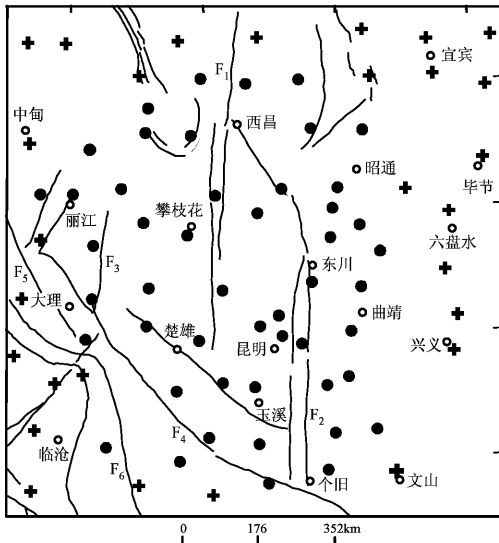 宜宾
F1
中甸
西昌
昭通
毕节
丽江
攀枝花
六盘水
F3
东川
F5
大理
曲靖
楚雄
昆明
兴义
玉溪
F2
F4
临沧
F6
个旧
文山
0 176 352km